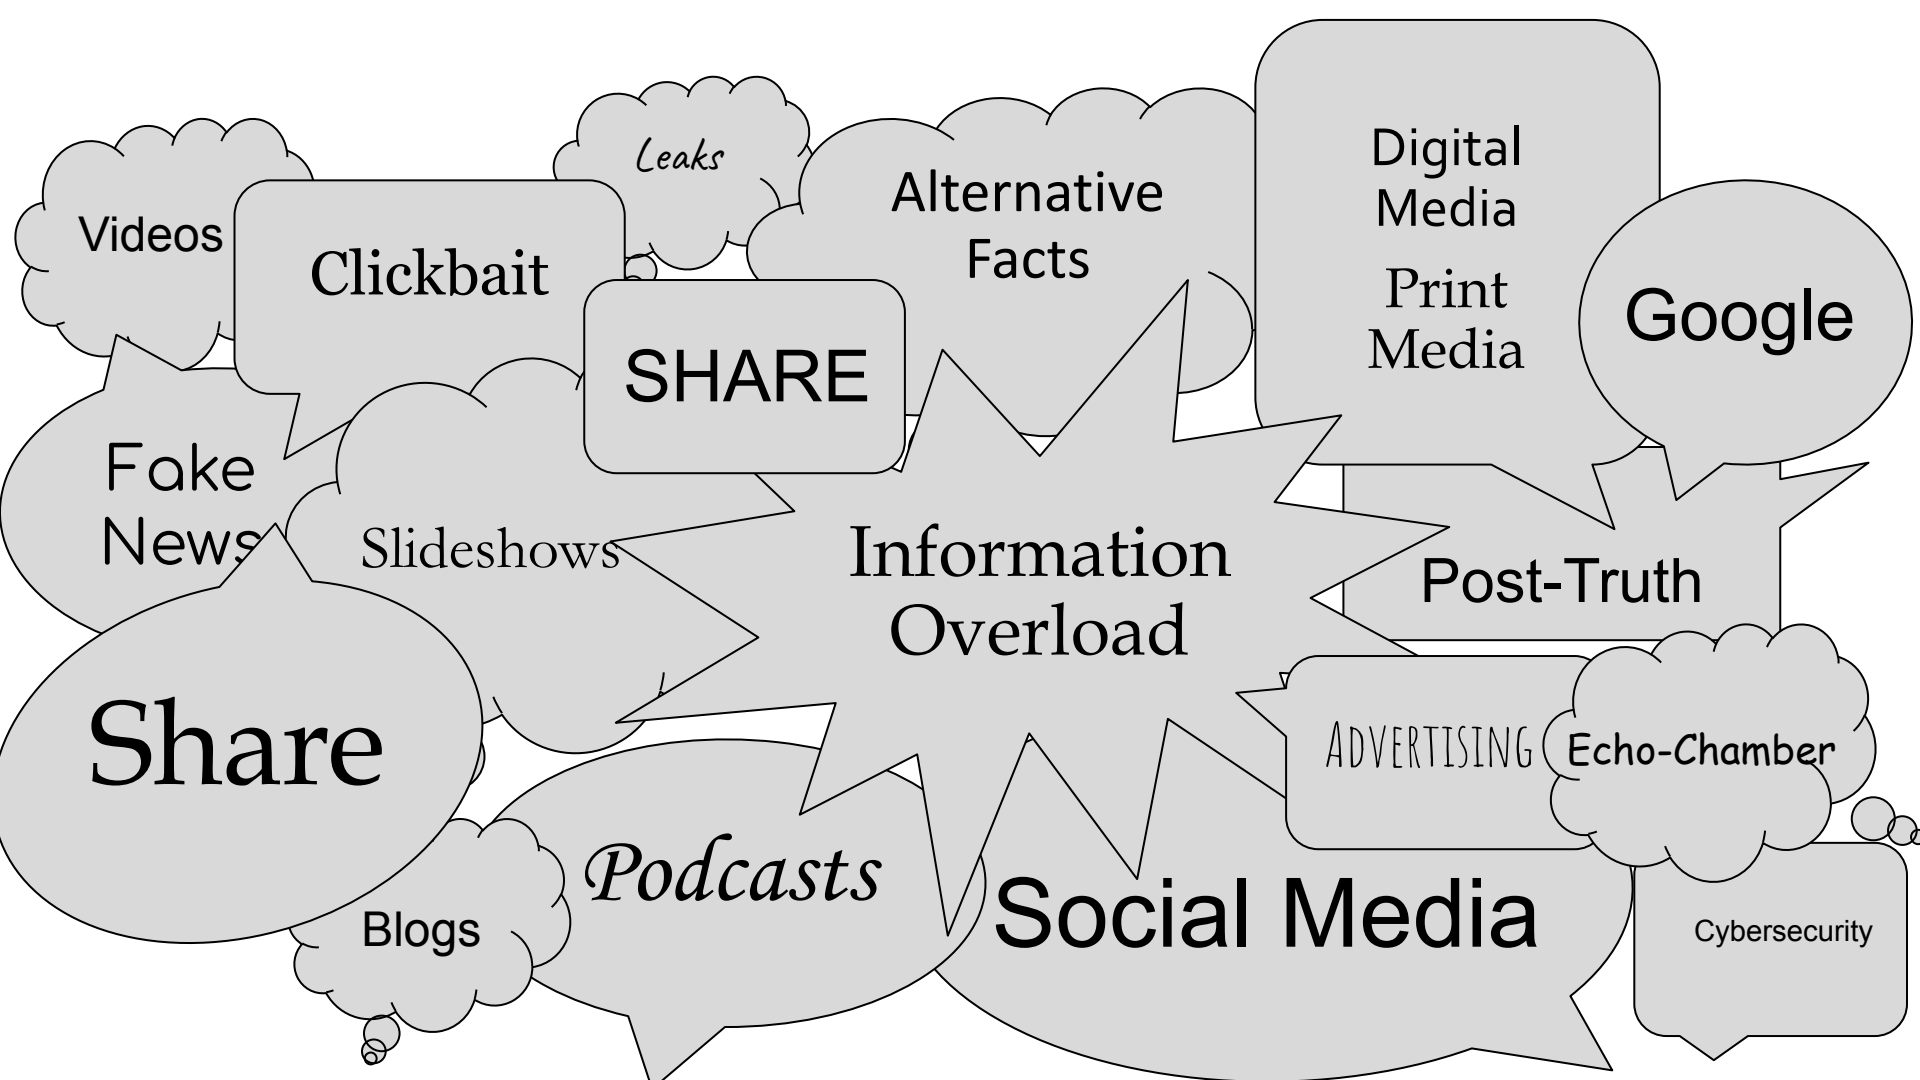 Leaks
Digital
Media
Alternative
Facts
Videos
Clickbait
Print
Media
Google
SHARE
Fake
News
Slideshows
Information
Overload
Post-Truth
Share
ADVERTISING
Echo-Chamber
Podcasts
Social Media
Blogs
Cybersecurity